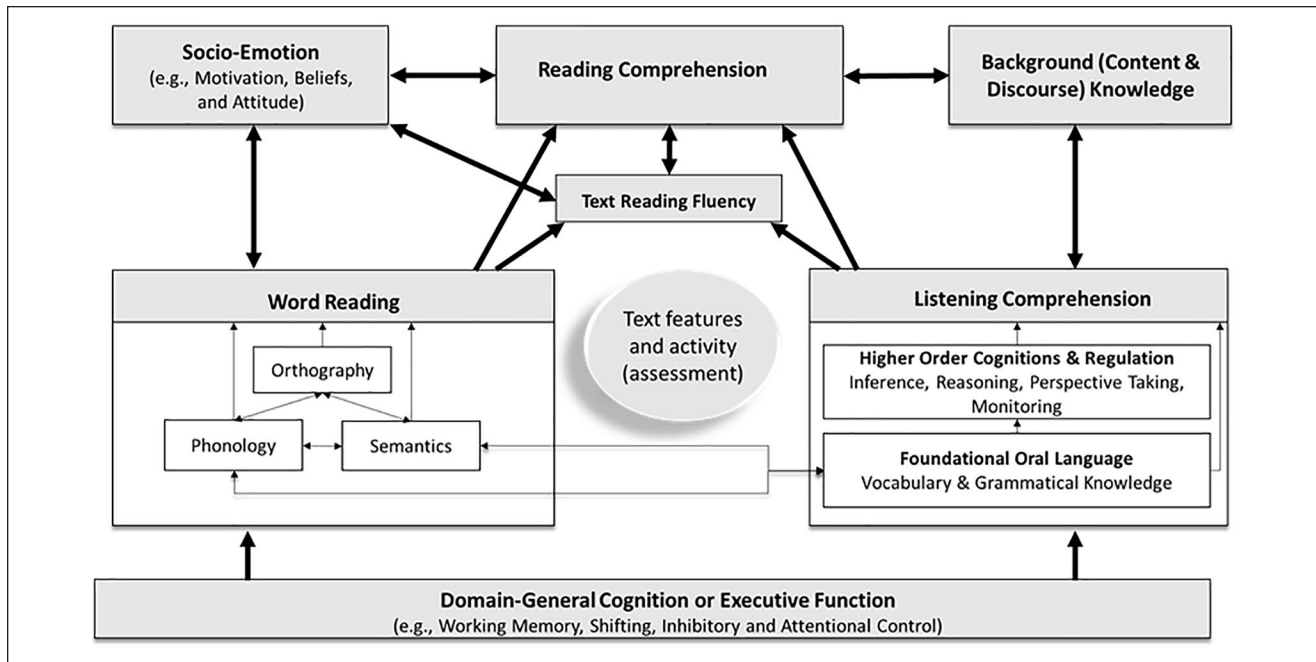 Socio-Emotion
(e.g., Motivation, Beliefs,
and Attitude)
Reading Comprehension
Background (Content &
Discourse) Knowledge
Text Reading Fluency
Word Reading
Orthography
Phonology
Semantics
Text features
and activity
(assessment)
Listening Comprehension
Higher Order Cognitions & Regulation
Inference, Reasoning, Perspective Taking,
Monitoring
Foundational Oral Language
Vocabulary & Grammatical Knowledge
Domain-General Cognition or Executive Function
(e.g., Working Memory, Shifting, Inhibitory and Attentional Control)